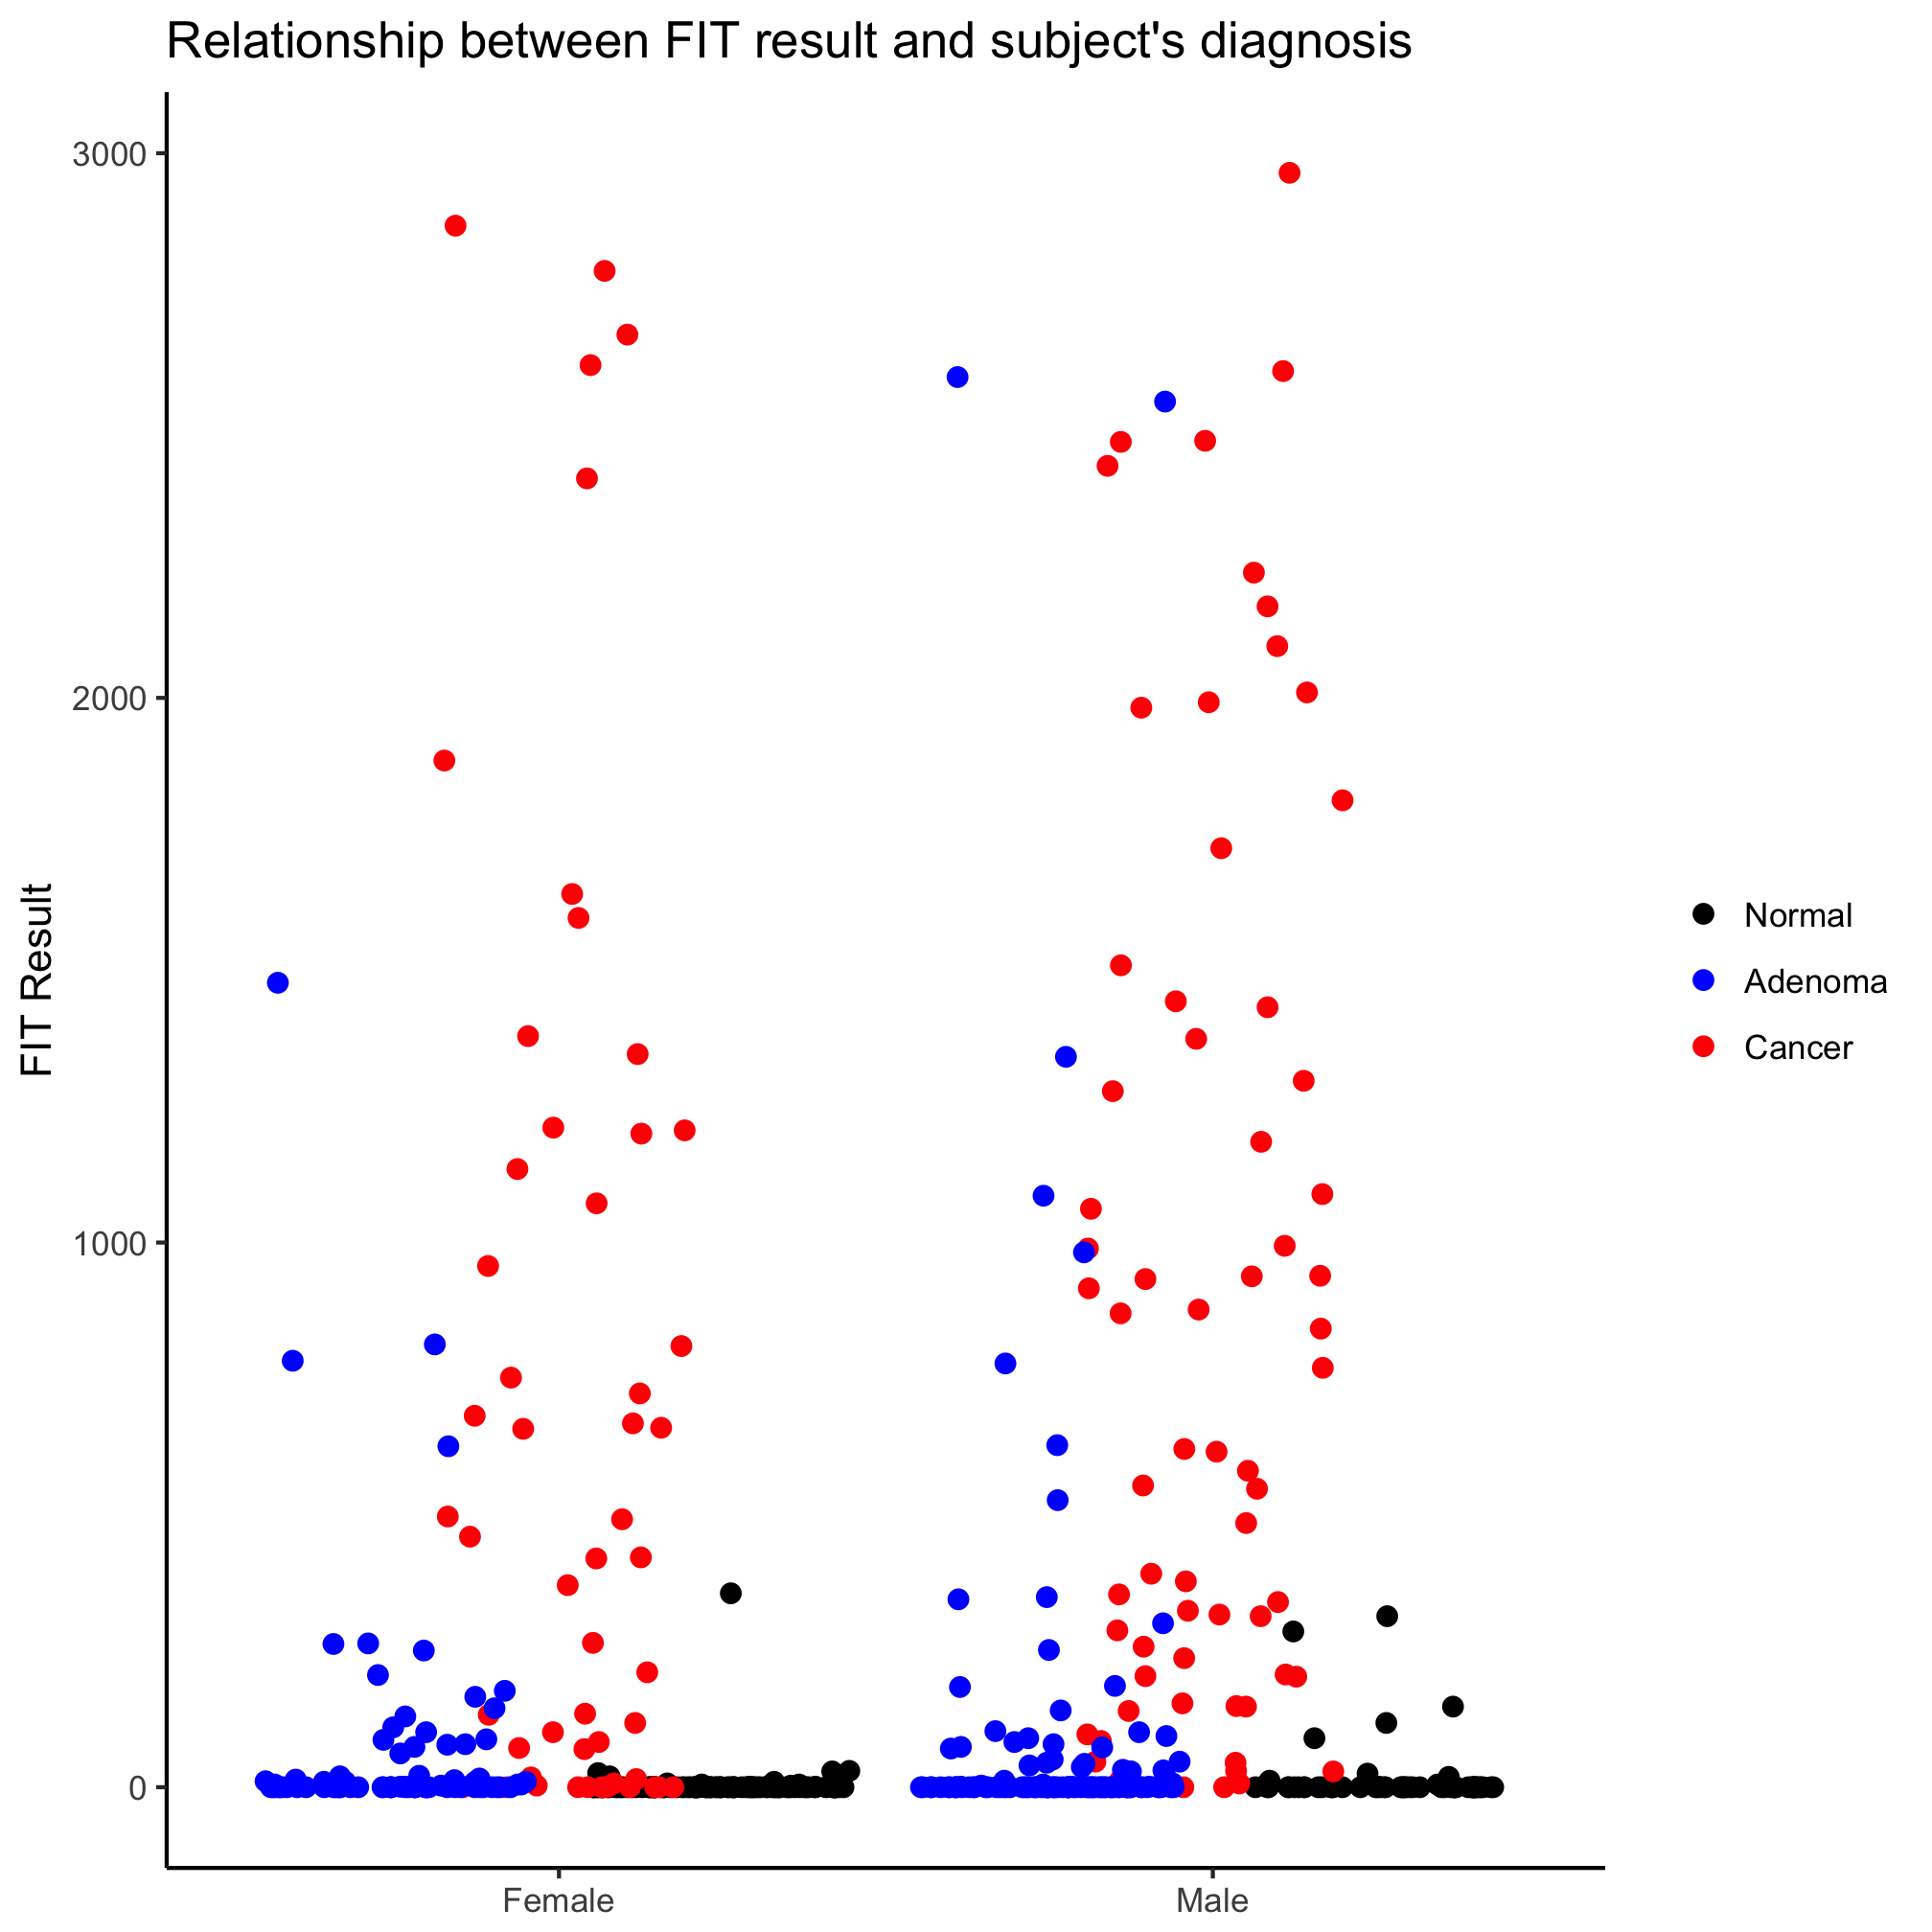 Relationship between FIT result and subject's diagnosis
3000
2000
1000
0
FIT Result
Female
Male
Normal
Adenoma
Cancer